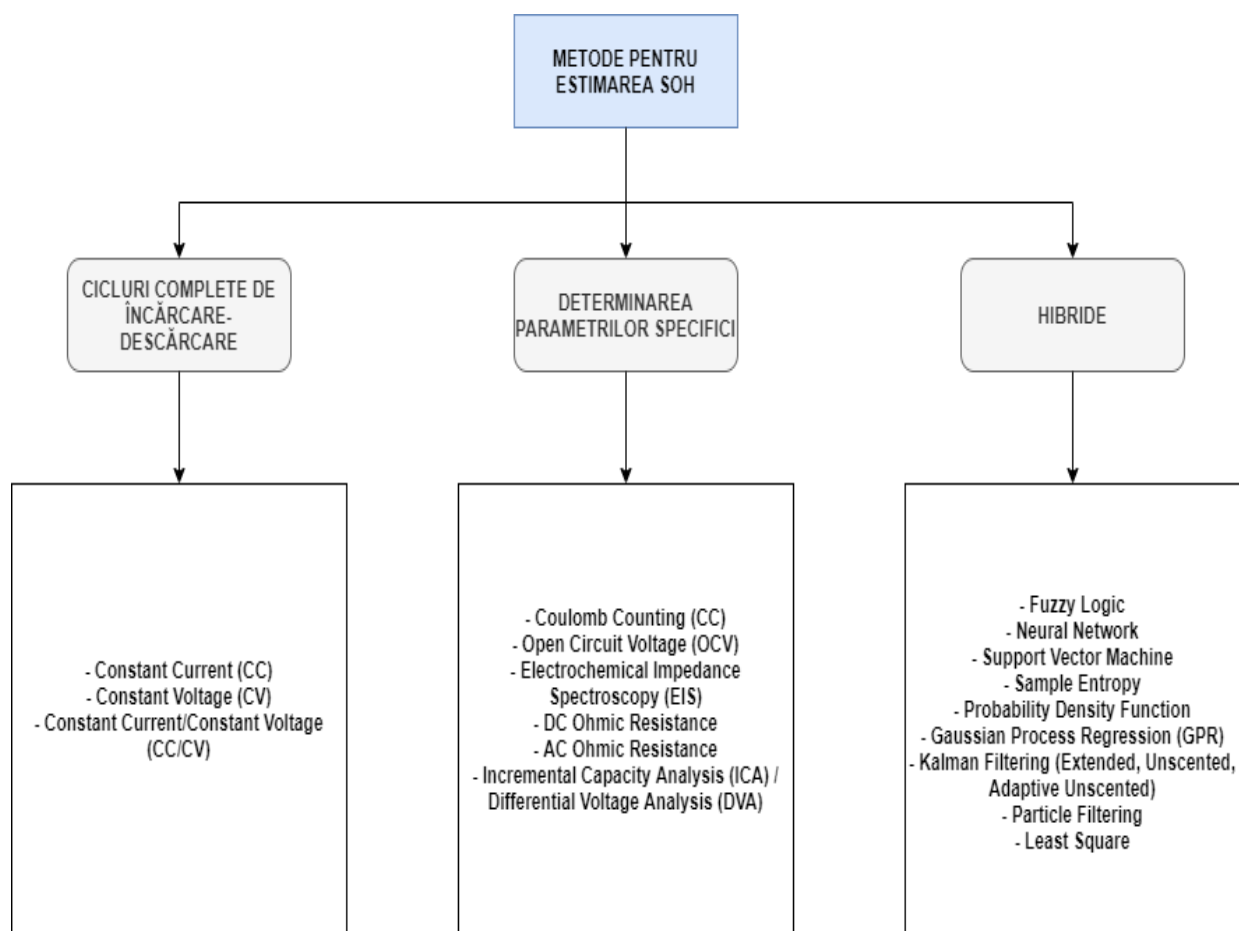 METODE PENTRU
ESTIMAREA SOH
CICLURI COMPLETE DE
ÎNCĂRCARE-
DESCĂRCARE
DETERMINAREA
PARAMETRILOR SPECIFICI
HIBRIDE
- Constant Current (CC)
- Constant Voltage (CV)
- Constant Current/Constant Voltage
(CC/CV)
- Coulomb Counting (CC)
- Open Circuit Voltage (OCV)
- Electrochemical Impedance
Spectroscopy (EIS)
- DC Ohmic Resistance
- AC Ohmic Resistance
- Incremental Capacity Analysis (ICA) /
Differential Voltage Analysis (DVA)
- Fuzzy Logic
- Neural Network
- Support Vector Machine
- Sample Entropy
- Probability Density Function
- Gaussian Process Regression (GPR)
- Kalman Filtering (Extended, Unscented,
Adaptive Unscented)
- Particle Filtering
- Least Square